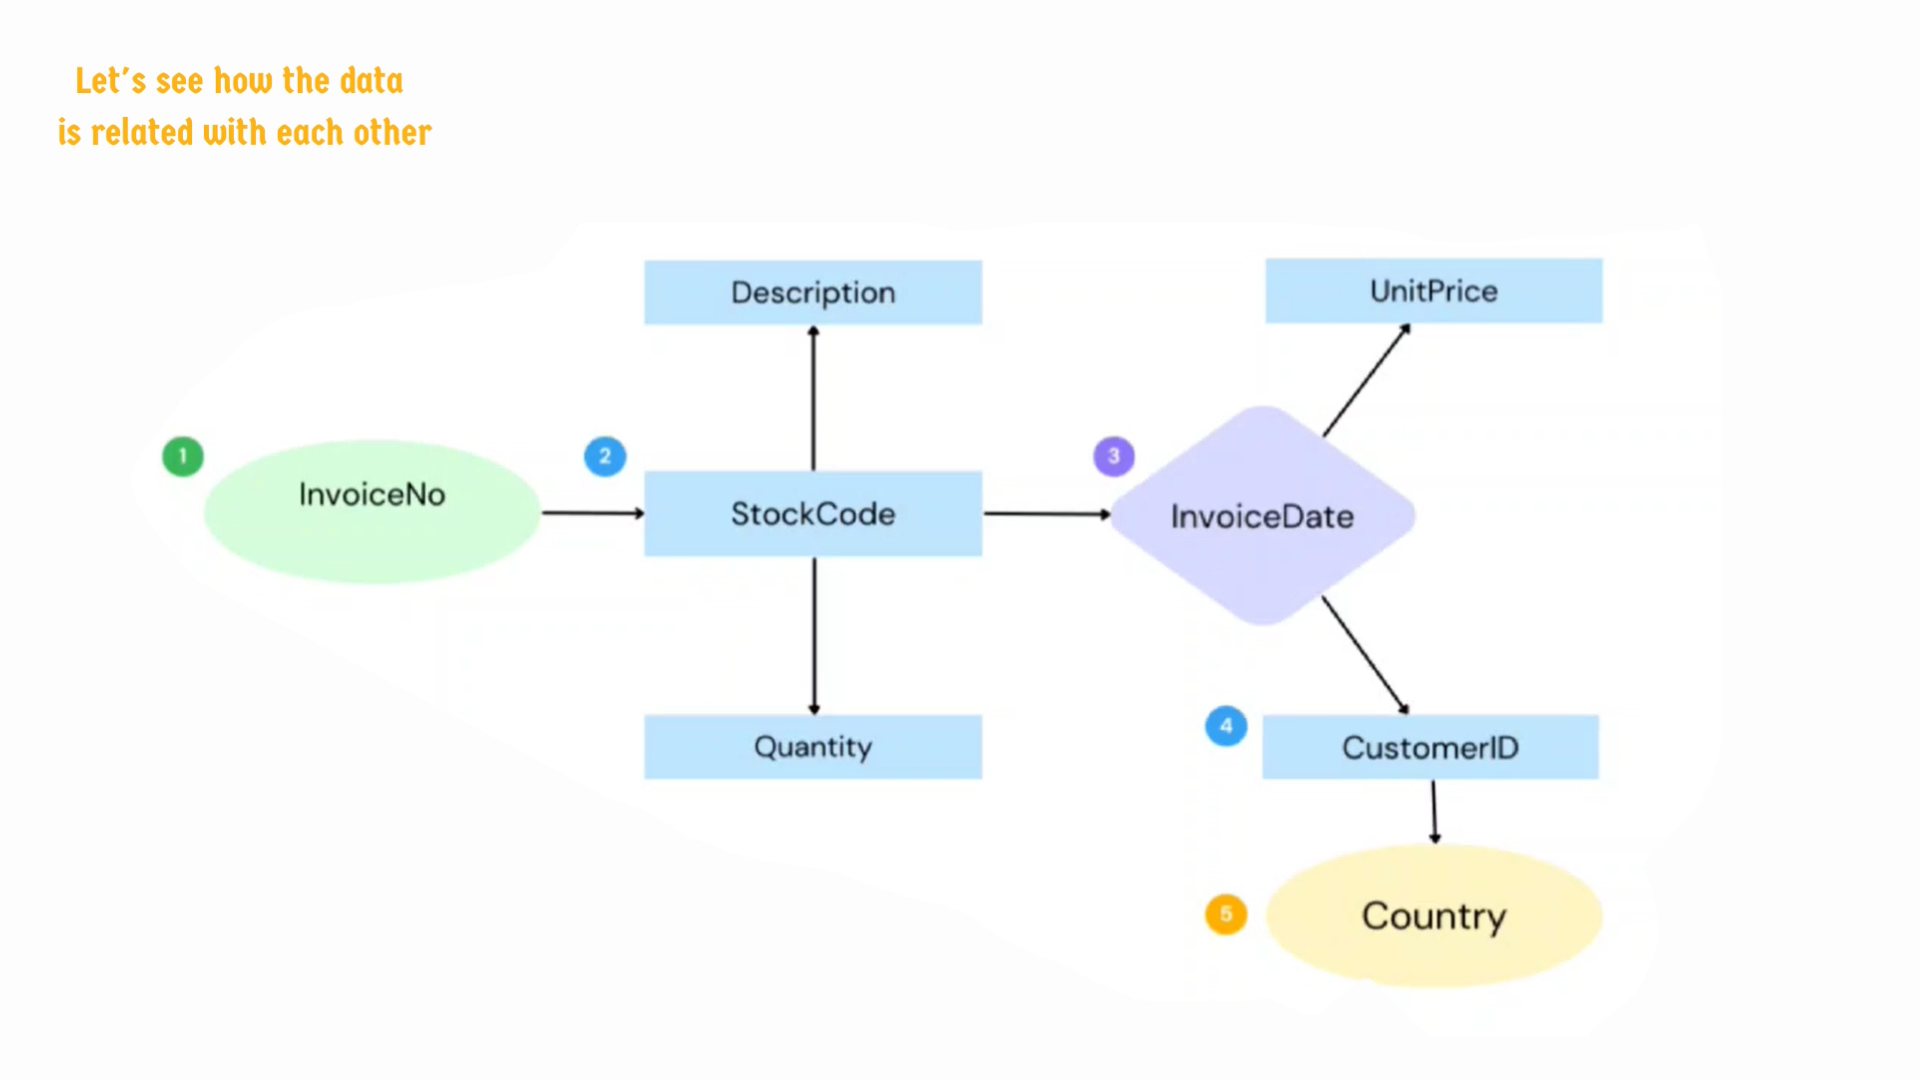 Let's see how the data
is related with each other
Description
UnitPrice
1
2
3
InvoiceNo
StockCode
InvoiceDate
4
Quantity
CustomerID
5
Country